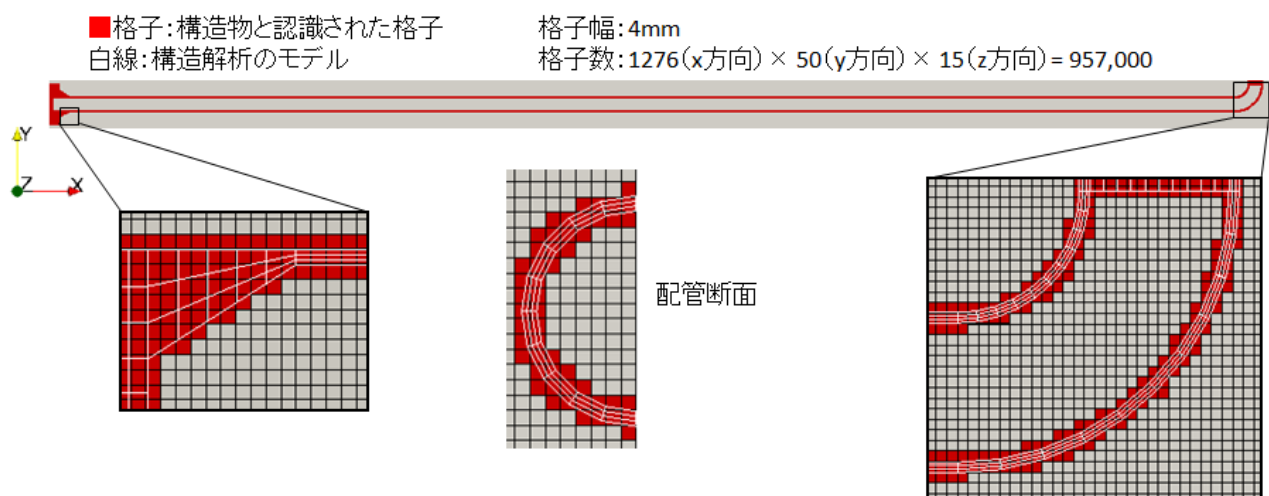 ■格子:構造物と認識された格子
格子幅:4mm
白線:構造解析のモデル
格子数:1276(x方向) × 50(y方向) × 15(z方向) = 957,000
Y
Z
X
配管断面